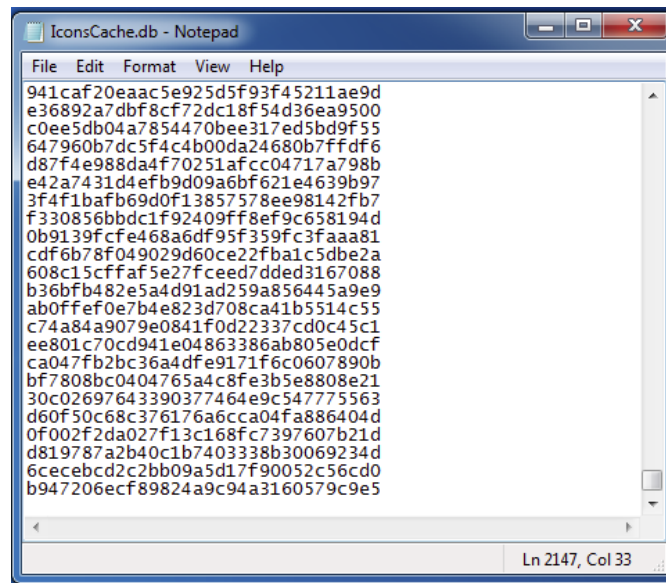 IconsCache.db - Notepad
File Edit Format View Help
941caf20eaac5e925d5f93f45211ae9d
e36892a7dbf8cf72dc18f54d36ea9500
c0ee5db04a7854470bee317ed5bd9f55
647960b7dc5f4c4b00da24680b7ffdf6
d87f4e988da4f70251afcc04717a798b
e42a7431d4efb9d09a6bf621e4639b97
3f4f1bafb69d0f13857578ee98142fb7
f330856bbdc1f92409ff8ef9c658194d
0b9139fcfe468a6df95f359fc3faaa81
cdf6b78f049029d60ce22fba1c5dbe2a
608c15cffaf5e27fceed7dded3167088
b36bfb482e5a4d91ad259a856445a9e9
ab0ffef0e7b4e823d708ca41b5514c55
c74a84a9079e0841f0d22337cd0c45c1
ee801c70cd941e04863386ab805e0dcf
ca047fb2bc36a4dfe9171f6c0607890b
bf7808bc0404765a4c8fe3b5e8808e21
30c02697643390377464e9c547775563
d60f50c68c376176a6cca04fa886404d
0f002f2da027f13c168fc7397607b21d
d819787a2b40c1b7403338b30069234d
6cecebcd2c2bb09a5d17f90052c56cd0
b947206ecf89824a9c94a3160579c9e5
Ln 2147, Col 33